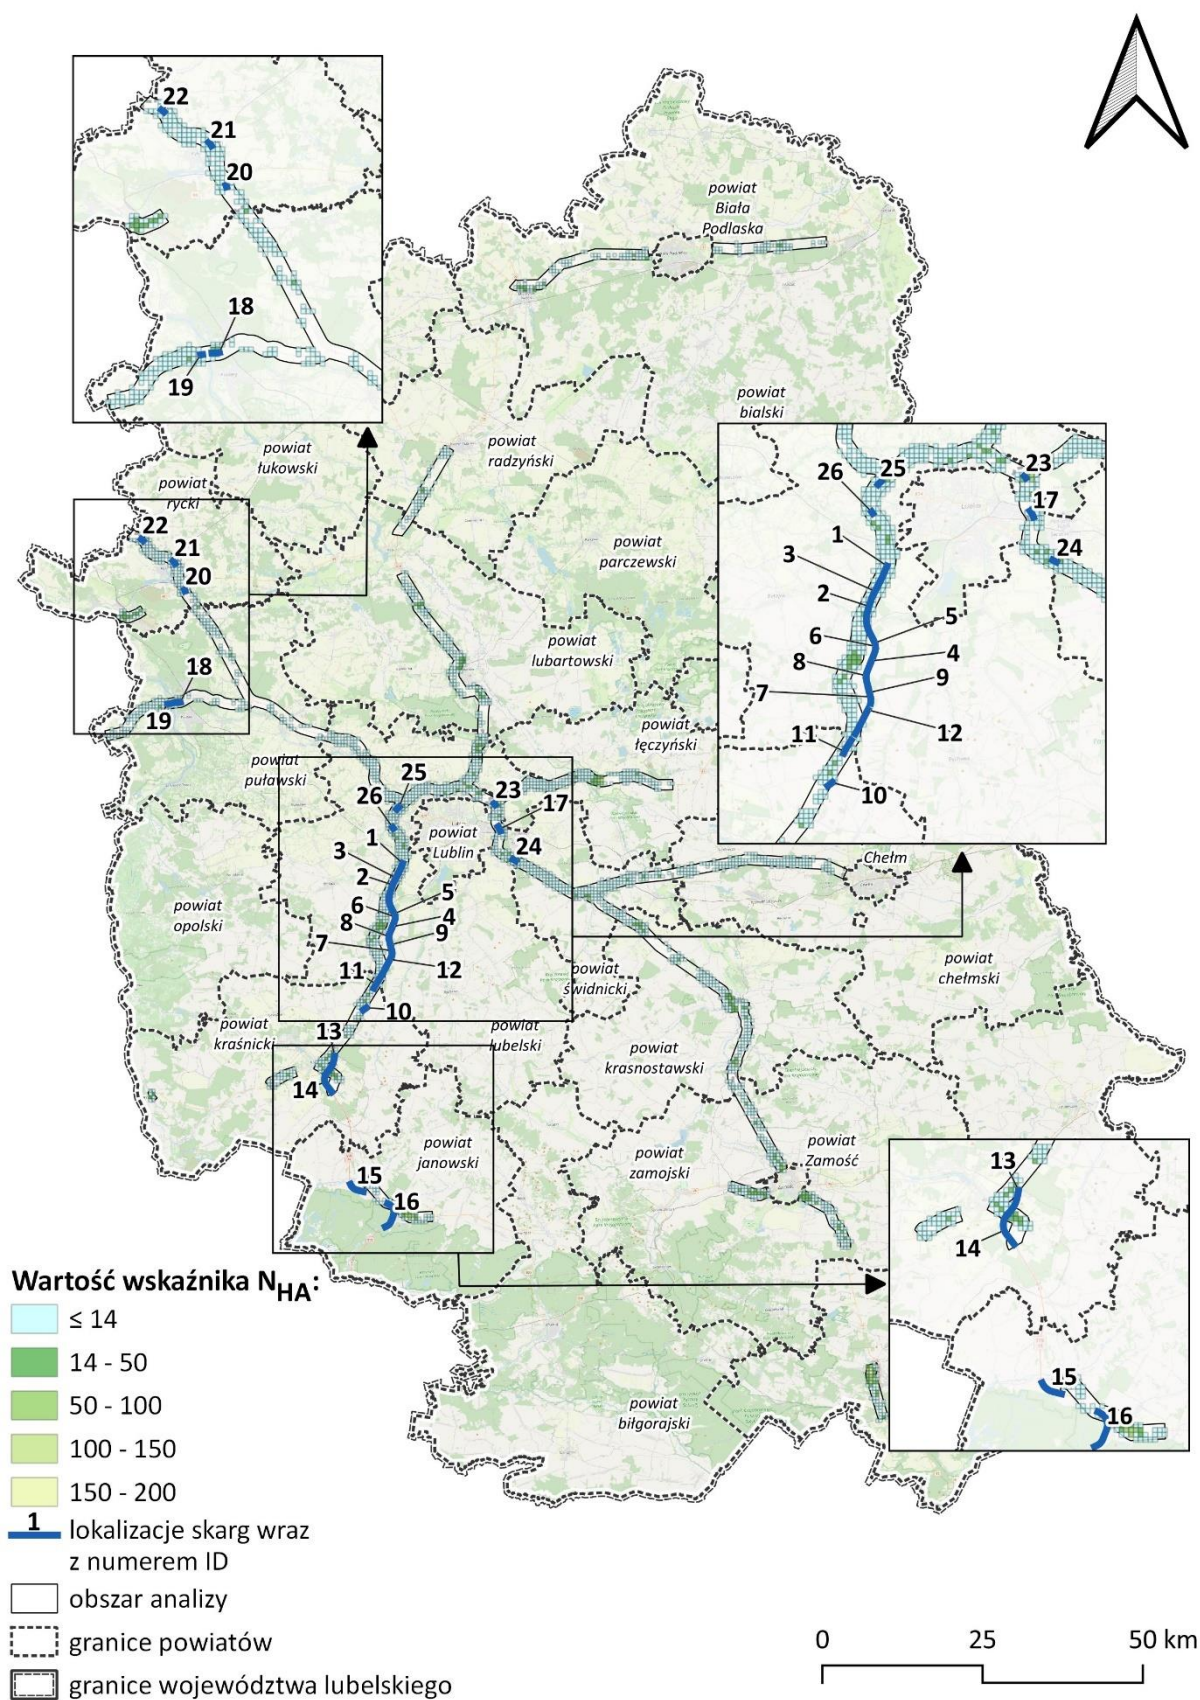 22
21
20
18
19
powiat
Biała
Podlaska
powiat
bialski
powiat
radzyński
powiat
łukowski
powiat
rycki
22
21
20
18
19
powiat
parczewski
powiat
lubartowski
powiat
łęczyński
powiat
puławski
25
26
23
17
1
24
3
2
5
6
4
8
9
7
12
11
10
powiat
Lublin
Chełm
powiat
opolski
25
26
23
17
1
3
24
2
5
6
4
8
9
7
12
11
10
powiat
świdnicki
powiat
chełmski
powiat
kraśnicki
13
powiat
lubelski
powiat
krasnostawski
14
powiat
janowski
powiat
zamojski
powiat
Zamość
15
16
13
14
15
16
powiat
biłgorajski
Wartość wskaźnika N_HA:
≤ 14
14 - 50
50 - 100
100 - 150
150 - 200
1 lokalizacje skarg wraz
z numerem ID
obszar analizy
granice powiatów
granice województwa lubelskiego
0 25 50 km